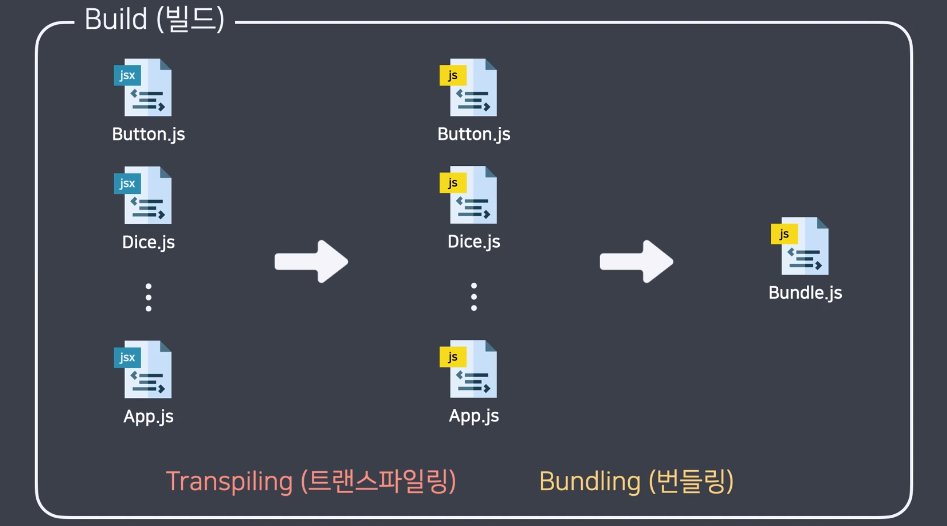 Build (빌드)
jsx
js
Button.js
Button.js
jsx
js
Dice.js
Dice.js
js
Bundle.js
jsx
js
App.js
App.js
Transpiling (트랜스파일링)
Bundling (번들링)